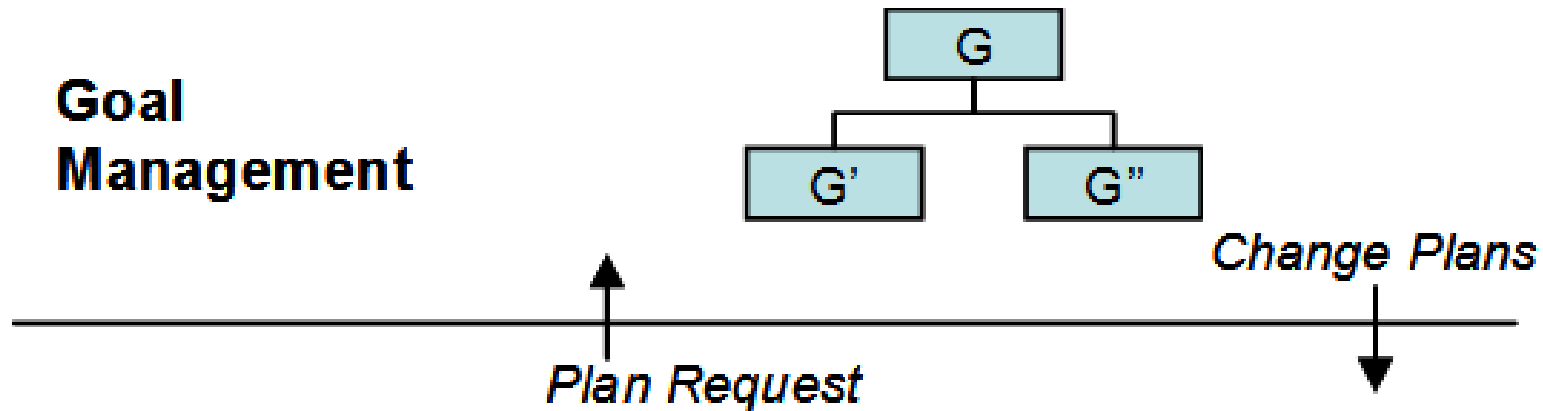 G
Goal
Management
G’
G”
Change Plans
Plan Request